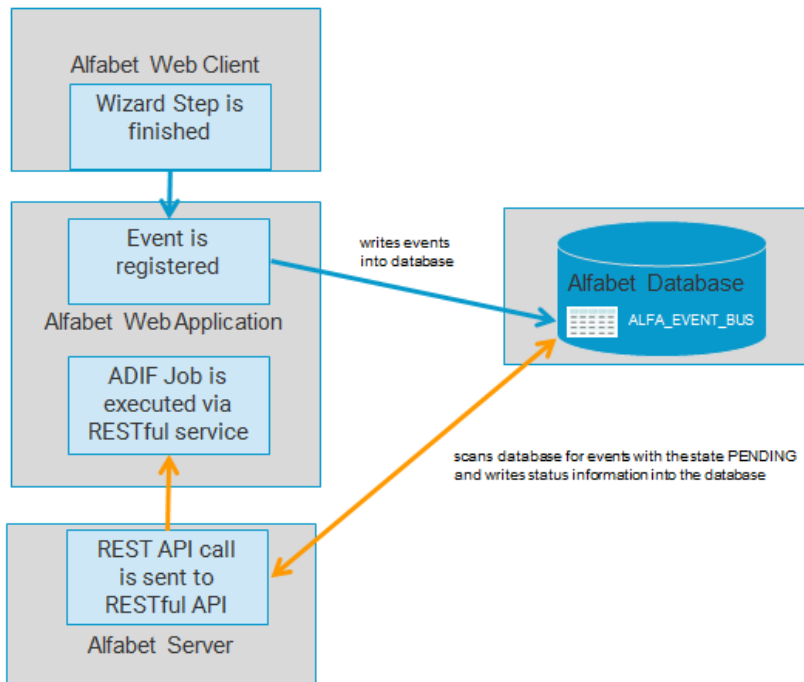 Alfabet Web Client
Wizard Step is
finished
Event is
registered
Alfabet Web Application
ADIF Job is
executed via
RESTful service
REST API call
is sent to
RESTful API
Alfabet Server
writes events
into database
Alfabet Database
ALFA_EVENT_BUS
scans database for events with the state PENDING
and writes status information into the database